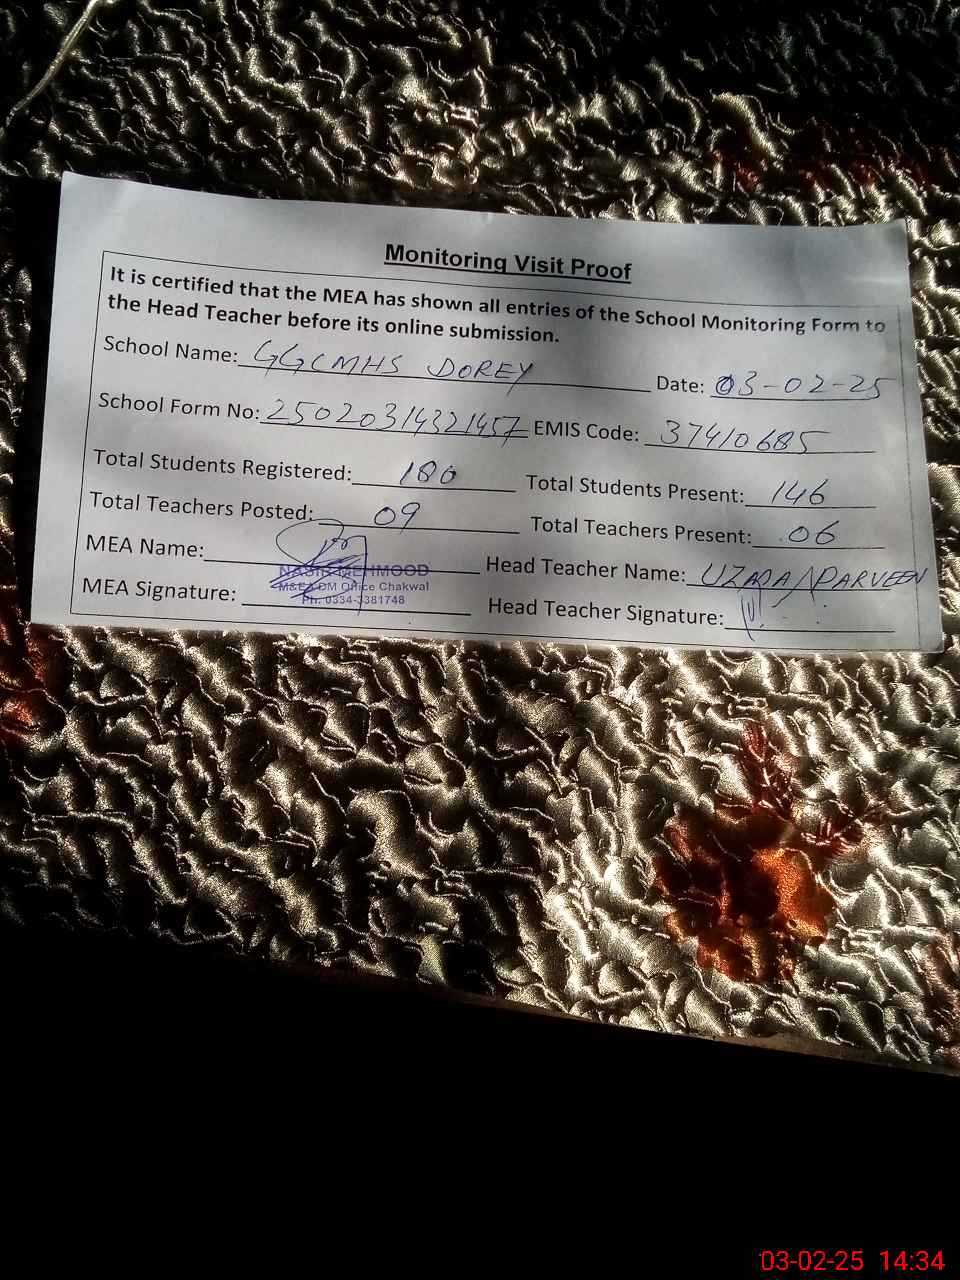 Monitoring Visit Proof
It is certified that the MEA has shown all entries of the School Monitoring Form to
the Head Teacher before its online submission.
School Name: GGCMHS DOREY Date: 03-02-25
School Form No: 25020314321457 EMIS Code: 37410685
Total Students Registered: 180 Total Students Present: 146
Total Teachers Posted: 09 Total Teachers Present: 06
MEA Name: Head Teacher Name: PARVEEN
MEHMOOD
M&EA DM Office Chakwal
Ph: 0334-3381748
MEA Signature: Head Teacher Signature:
03-02-25 14:34